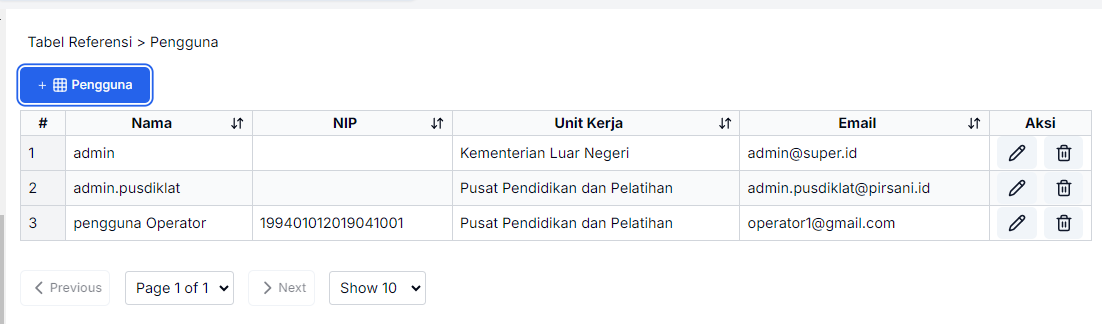 Tabel Referensi > Pengguna
+ Pengguna
# Nama NIP Unit Kerja Email Aksi
1 admin Kementerian Luar Negeri admin@super.id
2 admin.pusdiklat Pusat Pendidikan dan Pelatihan admin.pusdiklat@pirsani.id
3 pengguna Operator 199401012019041001 Pusat Pendidikan dan Pelatihan operator1@gmail.com
Previous Page 1 of 1 Next Show 10